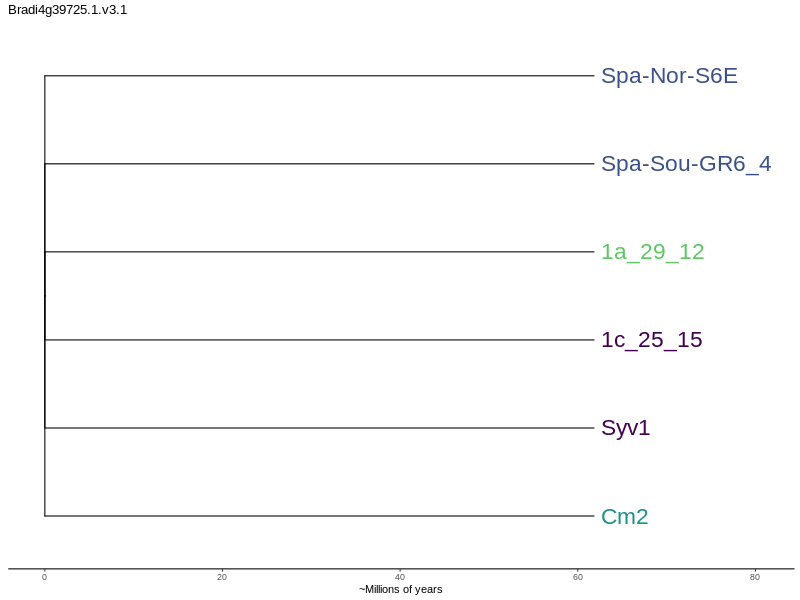 Bradi4g39725.1.v3.1
Spa-Nor-S6E
Spa-Sou-GR6_4
1a_29_12
1c_25_15
Syv1
Cm2
0 20 40 60 80
~Millions of years